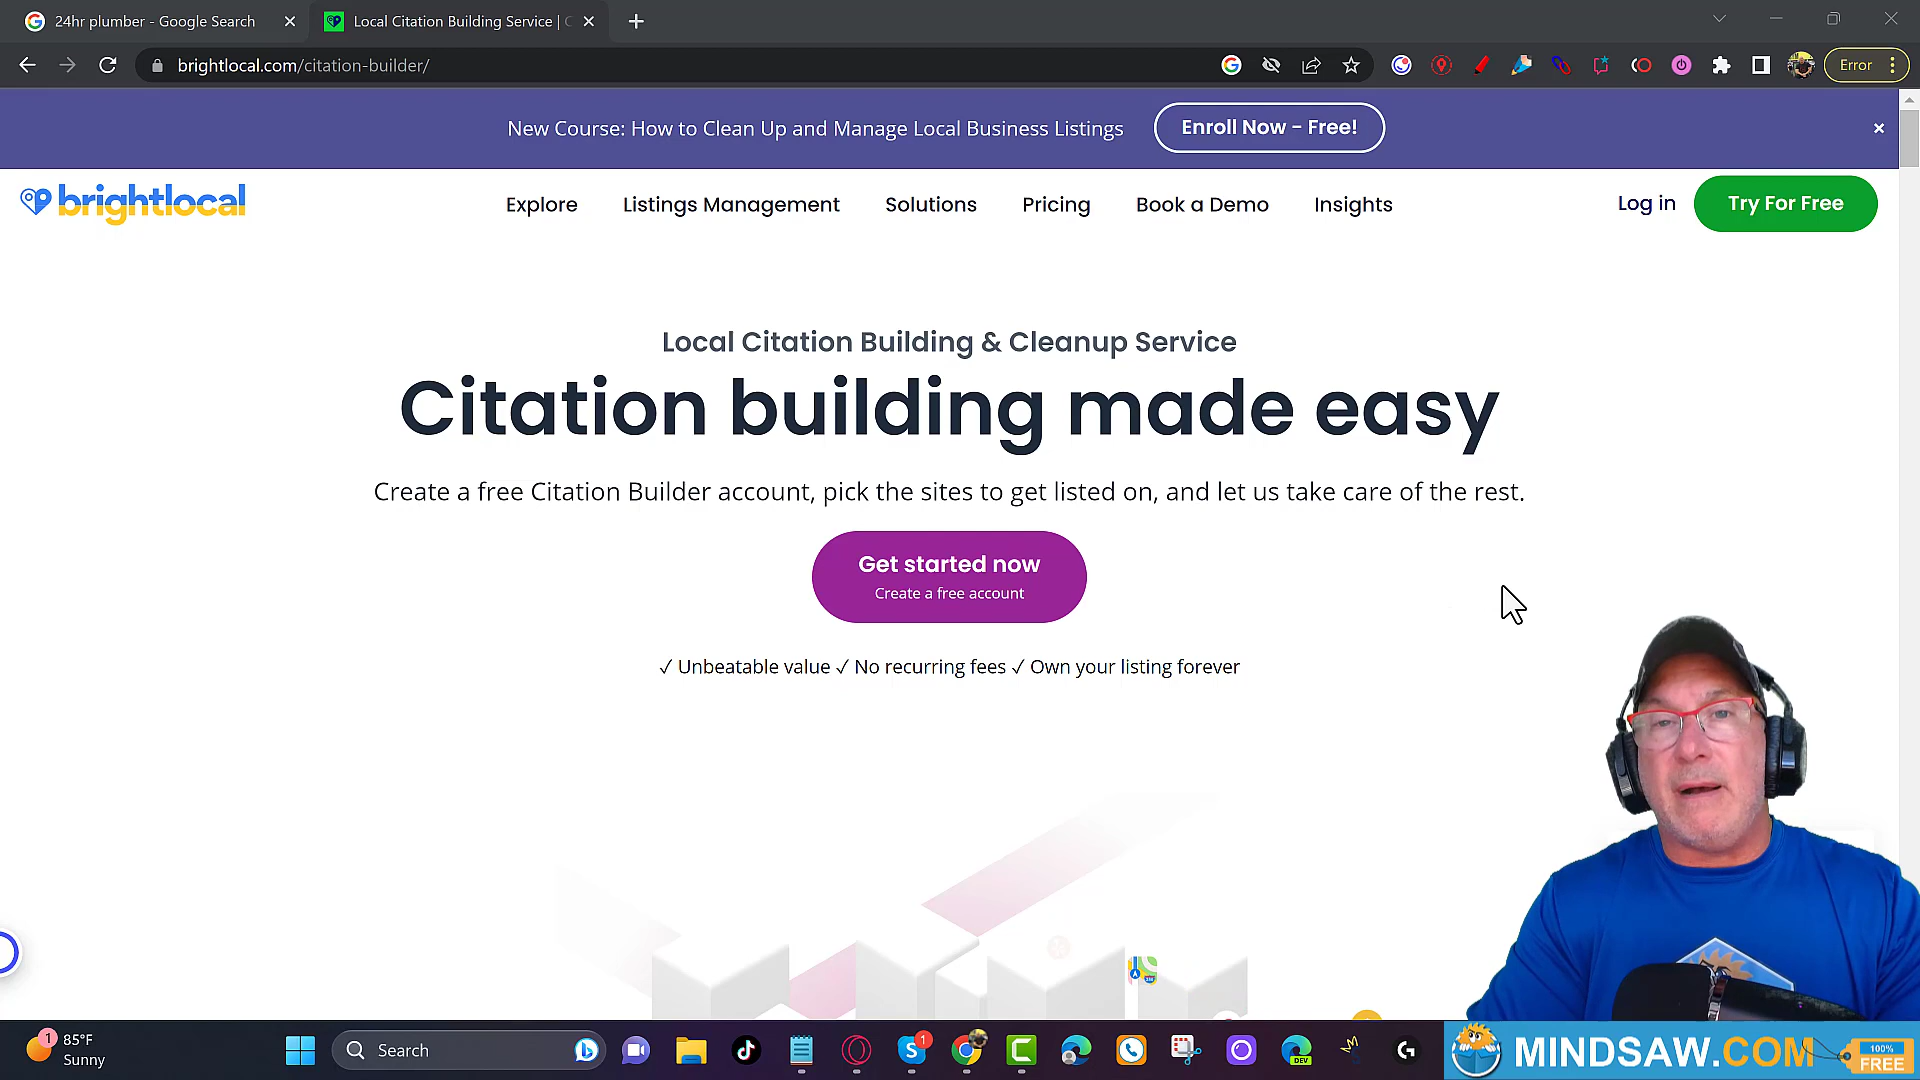 24hr plumber - Google Search
Local Citation Building Service | C
brightlocal.com/citation-builder/
Error
New Course: How to Clean Up and Manage Local Business Listings
Enroll Now – Free!
brightlocal
Explore
Listings Management
Solutions
Pricing
Book a Demo
Insights
Log in
Try For Free
Local Citation Building & Cleanup Service
Citation building made easy
Create a free Citation Builder account, pick the sites to get listed on, and let us take care of the rest.
Get started now
Create a free account
✓ Unbeatable value ✓ No recurring fees ✓ Own your listing forever
1
85°F
Sunny
Search
1
DEV
MINDSAW.COM
100%
FREE